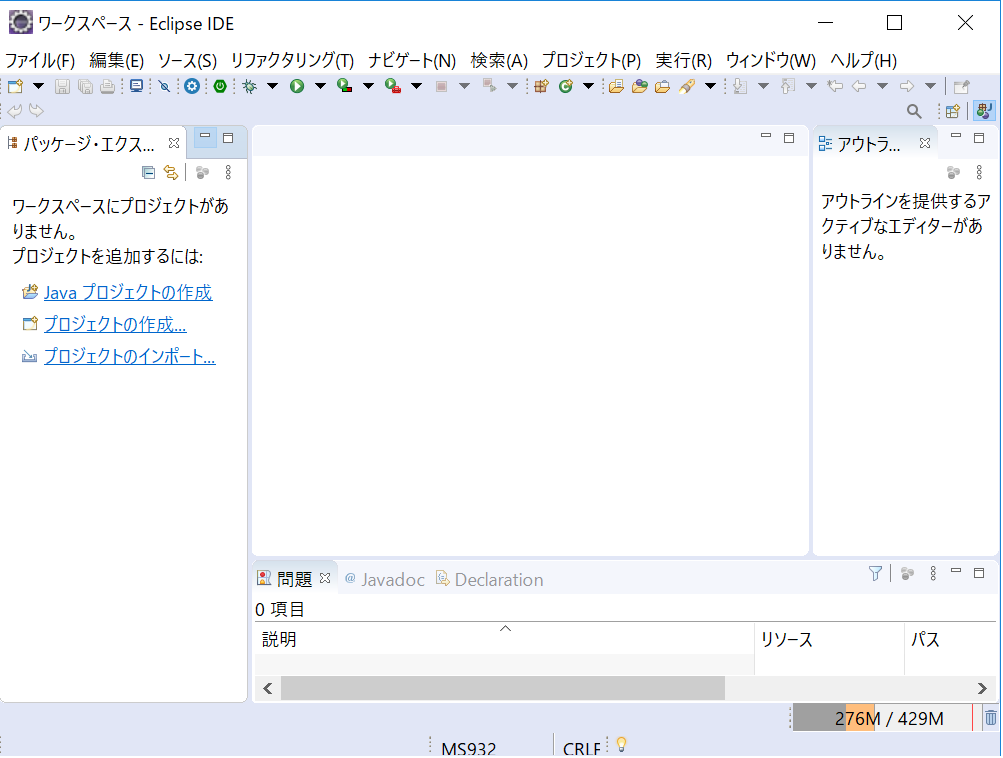 ワークスペース - Eclipse IDE
ファイル(F) 編集(E) ソース(S) リファクタリング(T) ナビゲート(N) 検索(A) プロジェクト(P) 実行(R) ウィンドウ(W) ヘルプ(H)
パッケージ・エクス...
ワークスペースにプロジェクトがあ
りません。
プロジェクトを追加するには:
Java プロジェクトの作成
プロジェクトの作成...
プロジェクトのインポート...
アウトラ...
アウトラインを提供するア
クティブなエディターがあ
りません。
問題 @ Javadoc Declaration
0 項目
説明 リソース パス
276M / 429M
MS932 CRLF